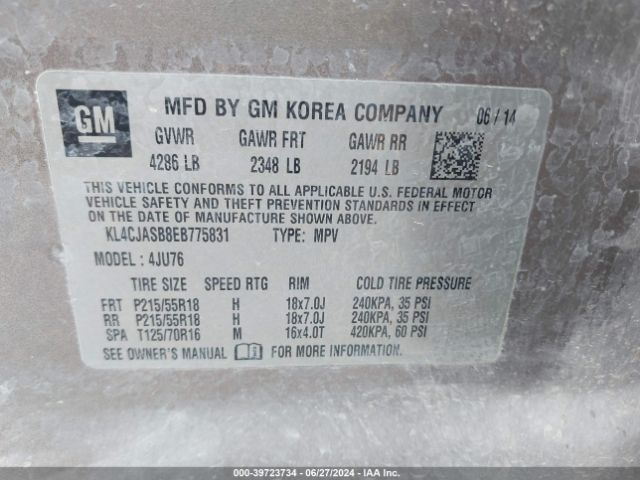 GM MFD BY GM KOREA COMPANY 06/14
GVWR GAWR FRT GAWR RR
4286 LB 2348 LB 2194 LB
THIS VEHICLE CONFORMS TO ALL APPLICABLE U.S. FEDERAL MOTOR
VEHICLE SAFETY AND THEFT PREVENTION STANDARDS IN EFFECT
ON THE DATE OF MANUFACTURE SHOWN ABOVE.
KL4CJASB8EB775831 TYPE: MPV
MODEL : 4JU76
TIRE SIZE SPEED RTG RIM COLD TIRE PRESSURE
FRT P215/55R18 H 18x7.0J 240KPA, 35 PSI
RR P215/55R18 H 18x7.0J 240KPA, 35 PSI
SPA T125/70R16 M 16x4.0T 420KPA, 60 PSI
SEE OWNER'S MANUAL FOR MORE INFORMATION.
000-39723734 — 06/27/2024 — IAA Inc.